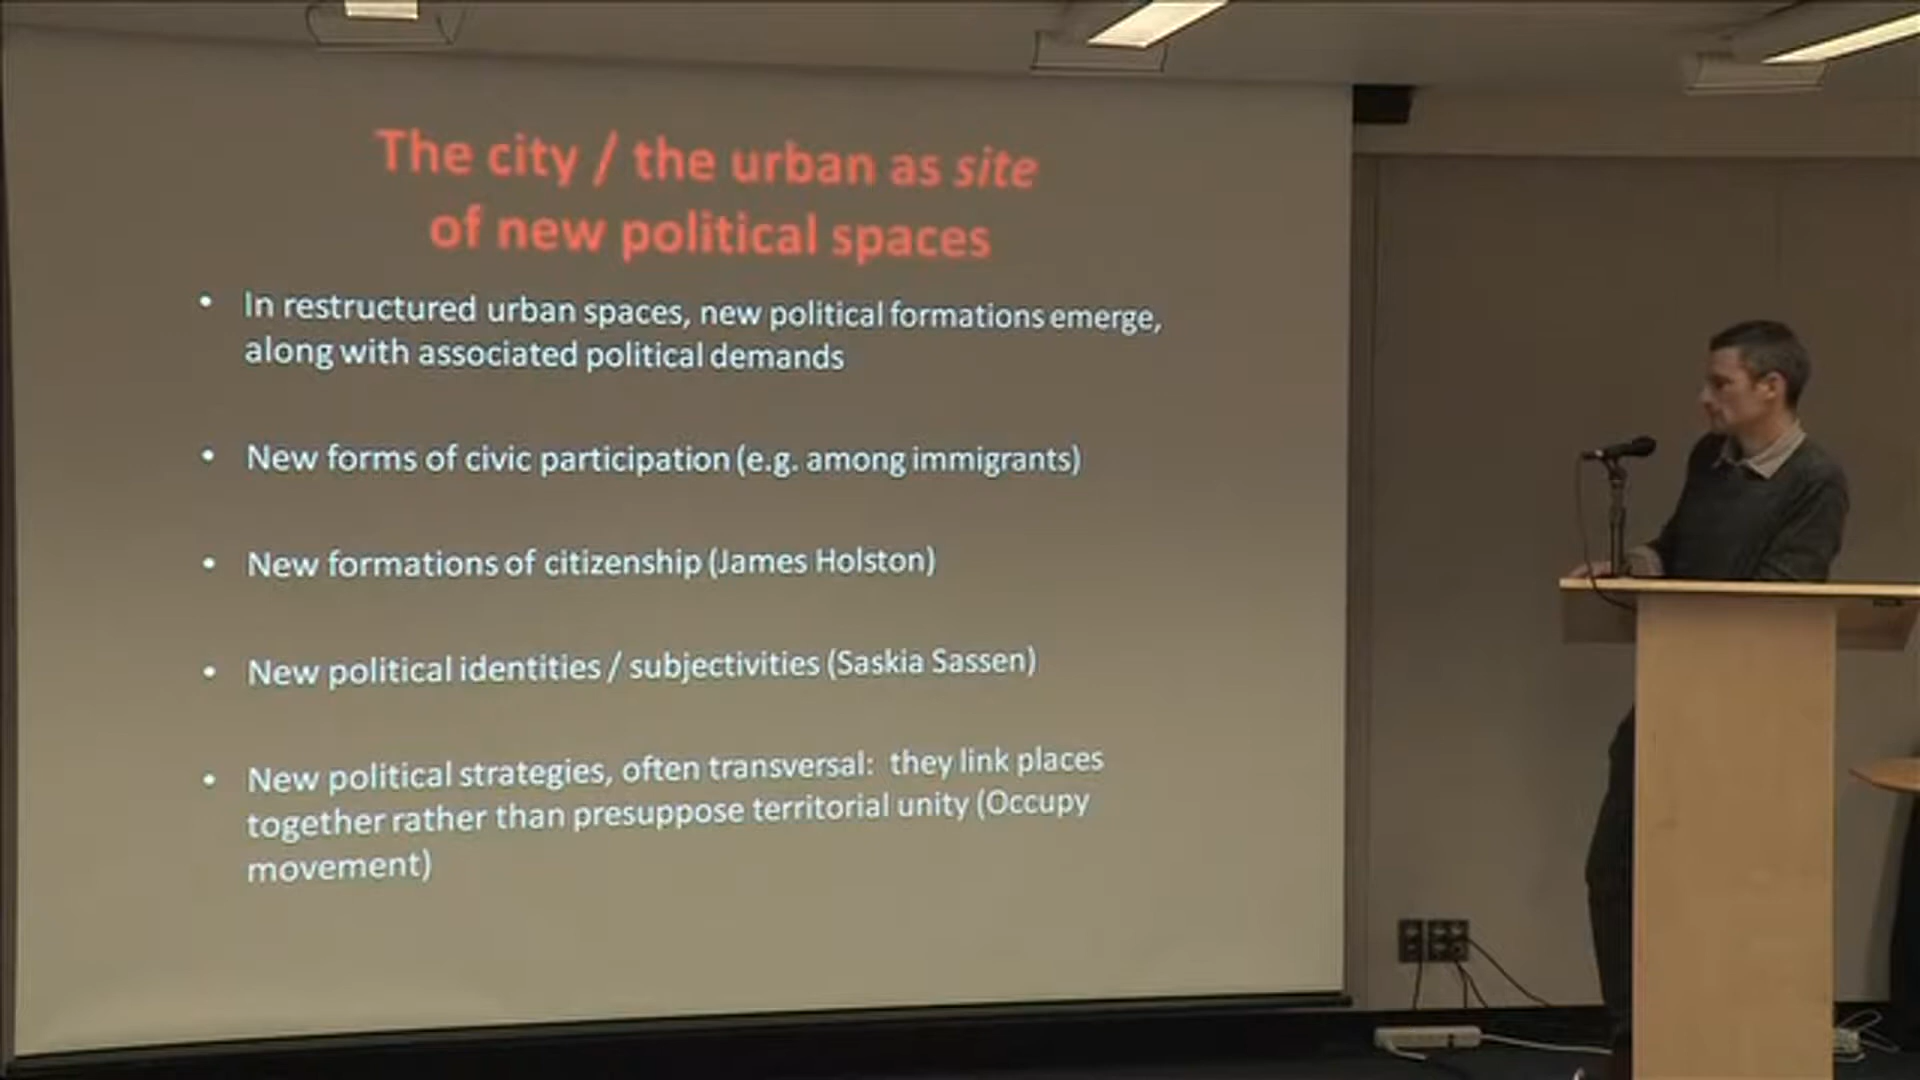 The city / the urban as site
of new political spaces
• In restructured urban spaces, new political formations emerge,
along with associated political demands
• New forms of civic participation (e.g. among immigrants)
• New formations of citizenship (James Holston)
• New political identities / subjectivities (Saskia Sassen)
• New political strategies, often transversal: they link places
together rather than presuppose territorial unity (Occupy
movement)